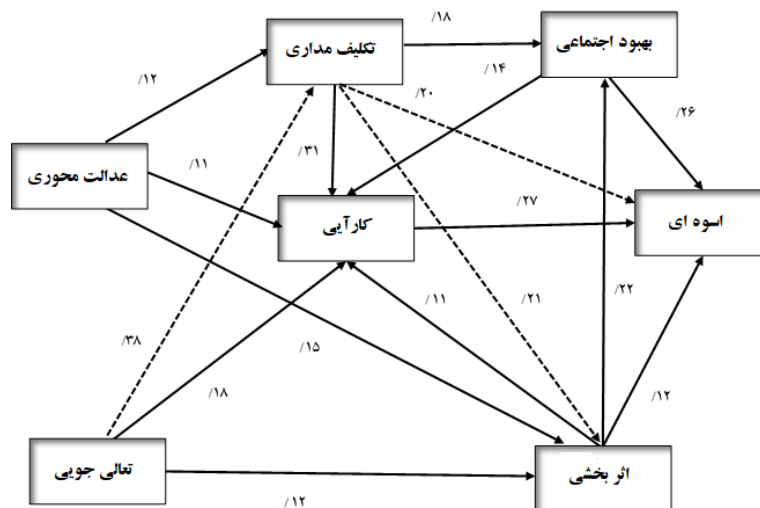 /۱۸
بهبود اجتماعی
تکلیف مداری
/۱۴
/۲۰
/۱۲
/۲۶
/۳۱
عدالت محوری
/۱۱
کارآیی
/۲۷
اسوه ای
/۱۱
/۲۱
/۲۲
/۳۸
/۱۵
/۱۸
/۱۲
تعالی جویی
اثر بخشی
/۱۲